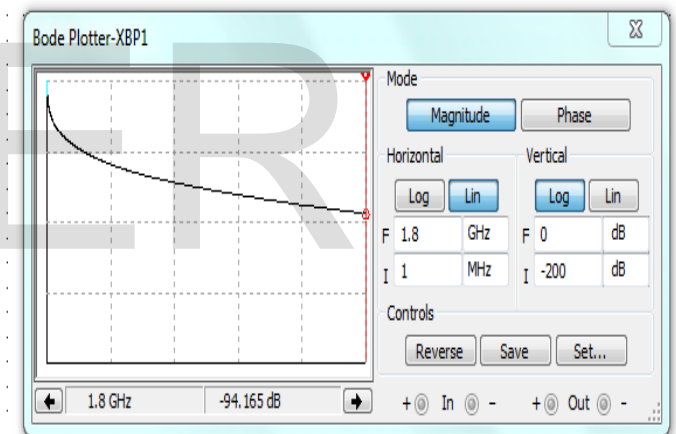 Bode Plotter-XBP1
Mode
Magnitude Phase
Horizontal Vertical
Log Lin Log Lin
F 1.8 GHz F 0 dB
I 1 MHz I -200 dB
Controls
Reverse Save Set...
1.8 GHz -94.165 dB + In - + Out -
ER